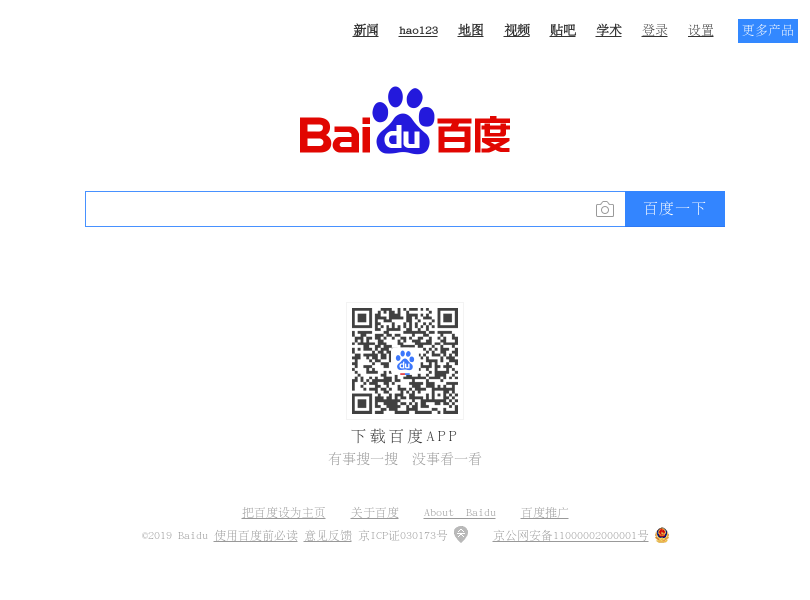 新闻 hao123 地图 视频 贴吧 学术 登录 设置 更多产品
Baidu百度
百度一下
du
下载百度APP
有事搜一搜 没事看一看
把百度设为主页 关于百度 About Baidu 百度推广
©2019 Baidu 使用百度前必读 意见反馈 京ICP证030173号 京公网安备11000002000001号